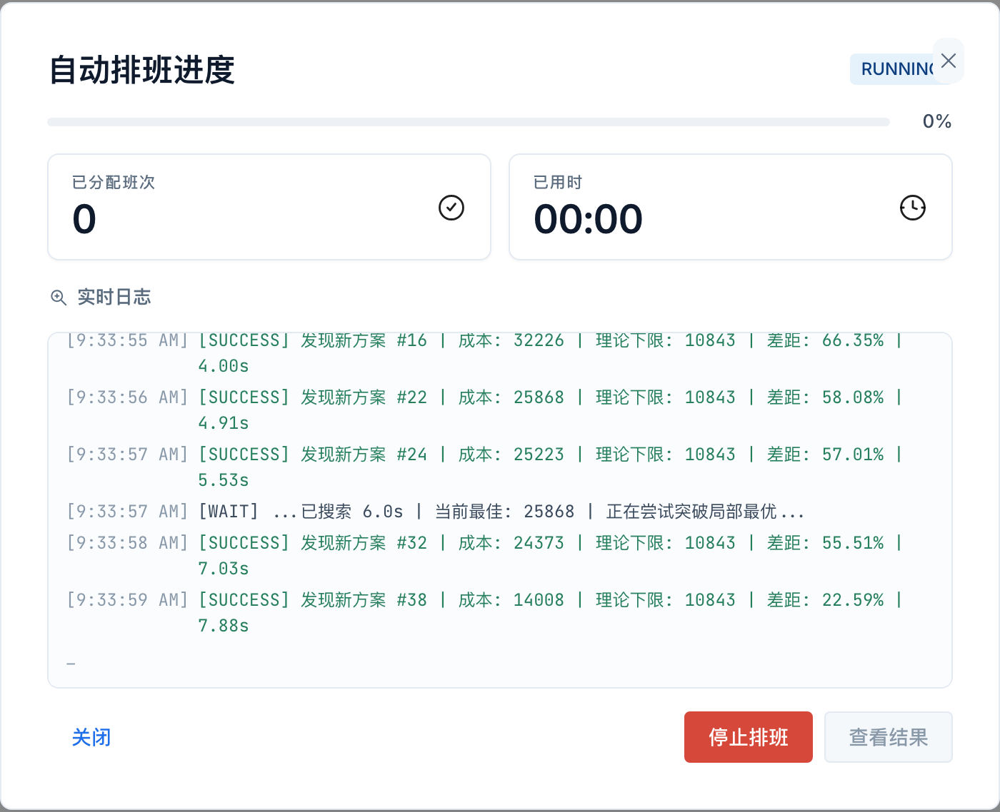 自动排班进度
RUNNING
0%
已分配班次
0
已用时
00:00
实时日志
[9:33:55 AM] [SUCCESS] 发现新方案 #16 | 成本: 32226 | 理论下限: 10843 | 差距: 66.35% |
4.00s
[9:33:56 AM] [SUCCESS] 发现新方案 #22 | 成本: 25868 | 理论下限: 10843 | 差距: 58.08% |
4.91s
[9:33:57 AM] [SUCCESS] 发现新方案 #24 | 成本: 25223 | 理论下限: 10843 | 差距: 57.01% |
5.53s
[9:33:57 AM] [WAIT] ...已搜索 6.0s | 当前最佳: 25868 | 正在尝试突破局部最优...
[9:33:58 AM] [SUCCESS] 发现新方案 #32 | 成本: 24373 | 理论下限: 10843 | 差距: 55.51% |
7.03s
[9:33:59 AM] [SUCCESS] 发现新方案 #38 | 成本: 14008 | 理论下限: 10843 | 差距: 22.59% |
7.88s
_
关闭
停止排班
查看结果